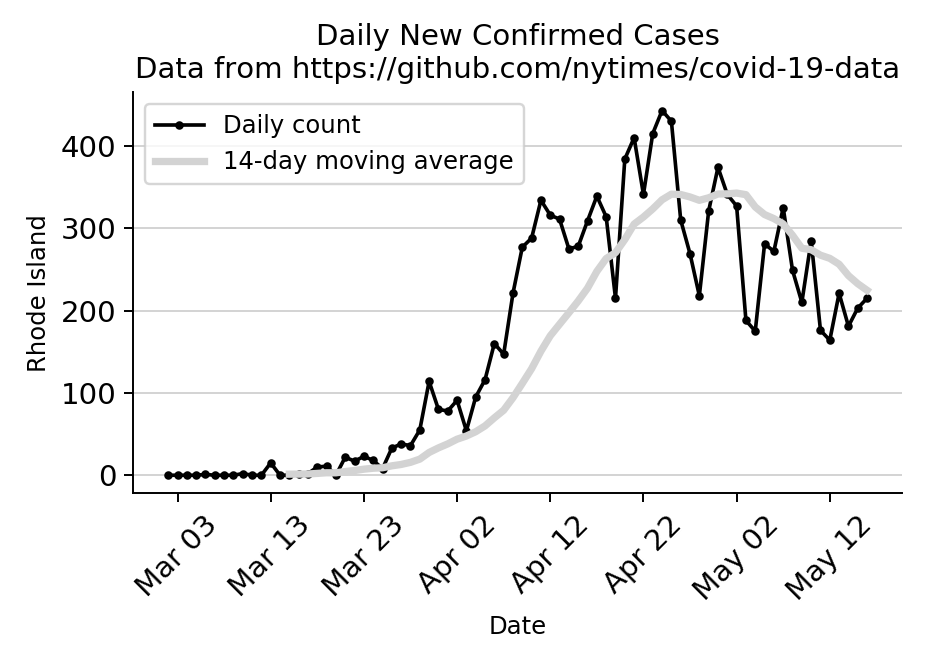 Daily New Confirmed Cases
Data from https://github.com/nytimes/covid-19-data
Daily count
14-day moving average
Rhode Island
400
300
200
100
0
Mar 03
Mar 13
Mar 23
Apr 02
Apr 12
Apr 22
May 02
May 12
Date